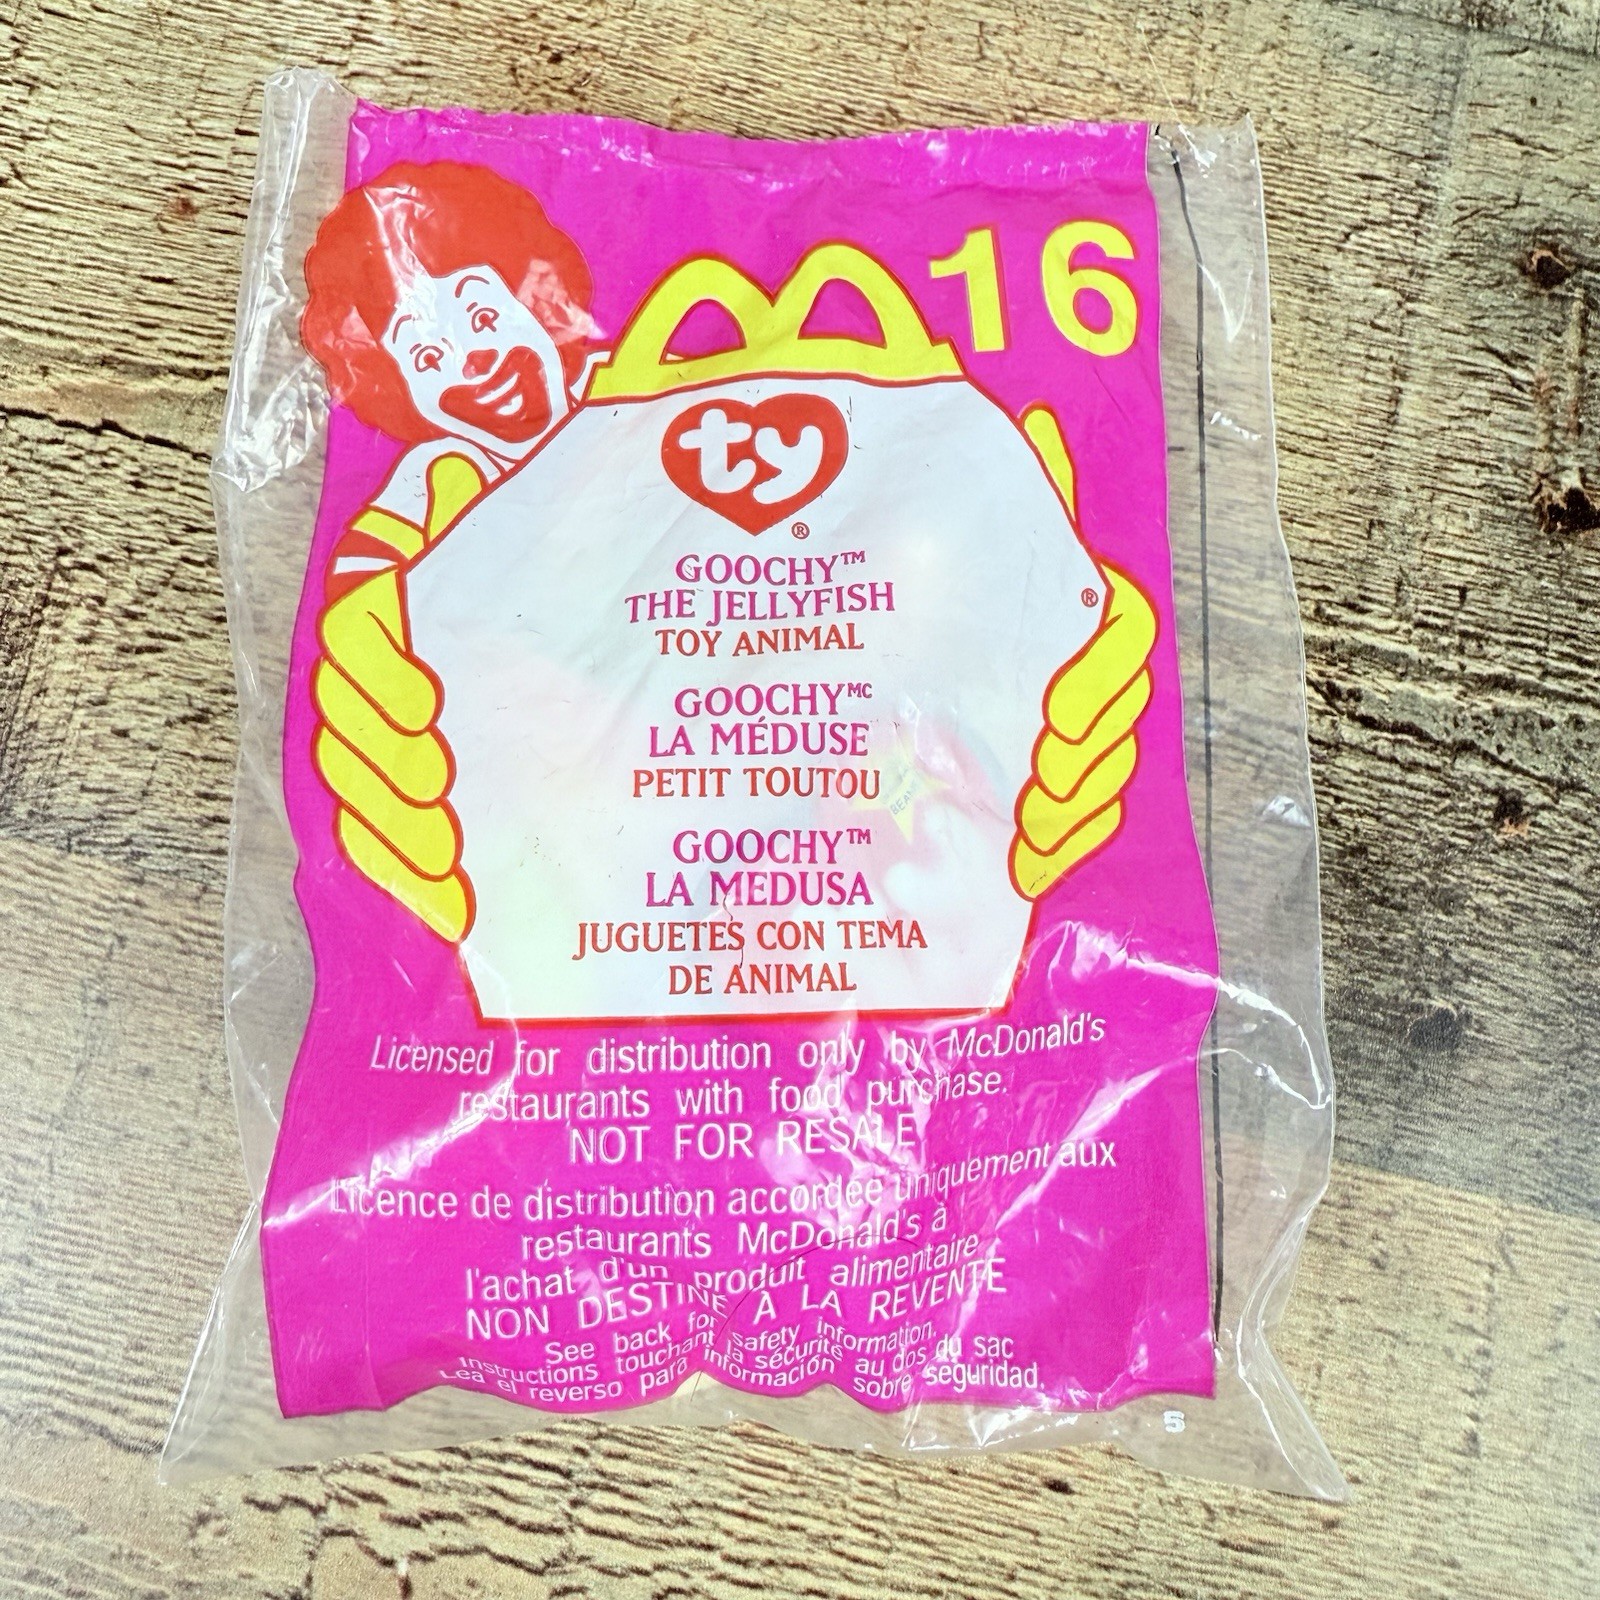 16
ty®
GOOCHY™
THE JELLYFISH
TOY ANIMAL
®
GOOCHYMC
LA MÉDUSE
PETIT TOUTOU
BEAN
GOOCHY™
LA MEDUSA
JUGUETES CON TEMA
DE ANIMAL
Licensed for distribution only by McDonald's
restaurants with food purchase.
NOT FOR RESALE
Licence de distribution accordée uniquement aux
restaurants McDonald's à
l'achat d'un produit alimentaire
NON DESTINÉ À LA REVENTE
See back for safety information.
Instructions touchant la sécurité au dos du sac
Lea el reverso para información sobre seguridad.
5